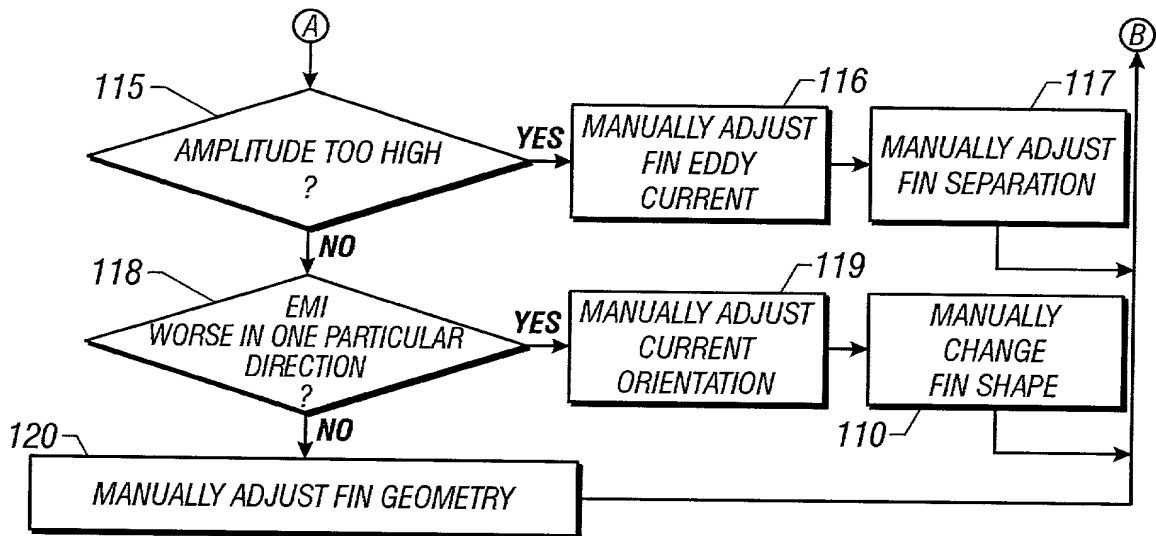 A
B
115
AMPLITUDE TOO HIGH
?
YES
116
MANUALLY ADJUST
FIN EDDY
CURRENT
117
MANUALLY ADJUST
FIN SEPARATION
NO
118
EMI
WORSE IN ONE PARTICULAR
DIRECTION
?
YES
119
MANUALLY ADJUST
CURRENT
ORIENTATION
MANUALLY
CHANGE
FIN SHAPE
110
NO
120
MANUALLY ADJUST FIN GEOMETRY